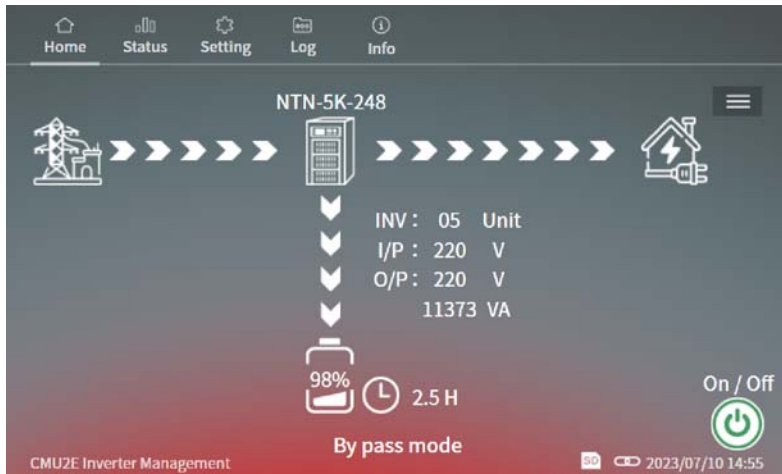 Home Status Setting Log Info
NTN-5K-248
INV : 05 Unit
I/P : 220 V
O/P : 220 V
11373 VA
98%
2.5 H
On / Off
By pass mode
CMU2E Inverter Management
SD
2023/07/10 14:55